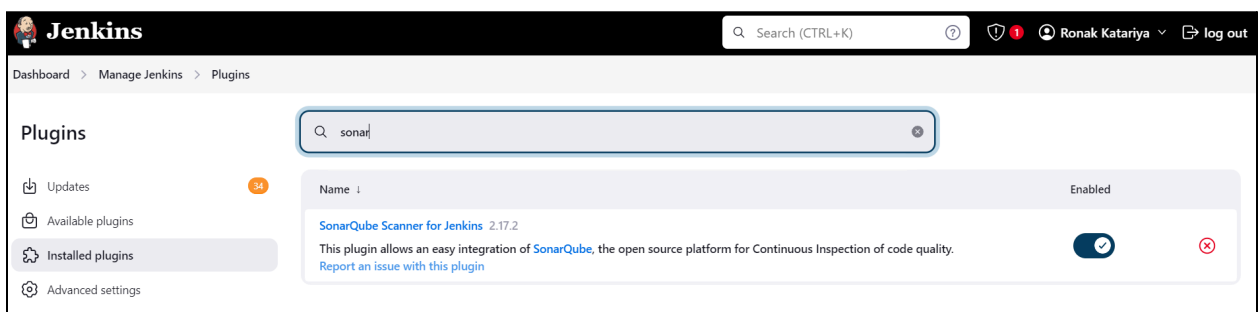 Jenkins
Search (CTRL+K)
1
Ronak Katariya
log out
Dashboard > Manage Jenkins > Plugins
Plugins
sonar
Updates
34
Available plugins
Installed plugins
Advanced settings
Name ↓
Enabled
SonarQube Scanner for Jenkins 2.17.2
This plugin allows an easy integration of SonarQube, the open source platform for Continuous Inspection of code quality.
Report an issue with this plugin